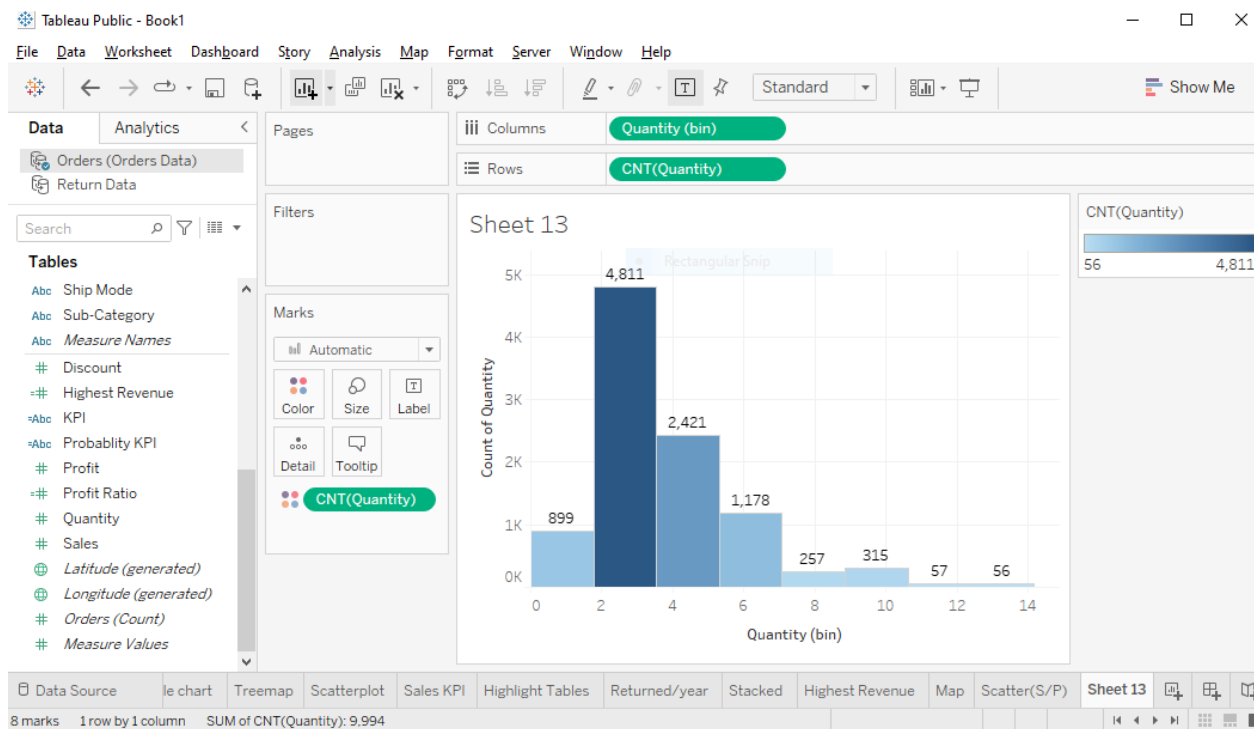 Tableau Public - Book1
File Data Worksheet Dashboard Story Analysis Map Format Server Window Help
T Standard Show Me
Data Analytics
Orders (Orders Data)
Return Data
Search
Tables
Abc Ship Mode
Abc Sub-Category
Abc Measure Names
# Discount
=# Highest Revenue
=Abc KPI
=Abc Probablity KPI
# Profit
=# Profit Ratio
# Quantity
# Sales
Latitude (generated)
Longitude (generated)
# Orders (Count)
# Measure Values
Pages
Filters
Marks
Automatic
Color Size T Label
Detail Tooltip
CNT(Quantity)
iii Columns Quantity (bin)
Rows CNT(Quantity)
Sheet 13
Rectangular Snip
5K
4K
3K
2K
1K
0K
Count of Quantity
899
4,811
2,421
1,178
257
315
57
56
0 2 4 6 8 10 12 14
Quantity (bin)
CNT(Quantity)
56 4,811
Data Source le chart Treemap Scatterplot Sales KPI Highlight Tables Returned/year Stacked Highest Revenue Map Scatter(S/P) Sheet 13
8 marks 1 row by 1 column SUM of CNT(Quantity): 9,994